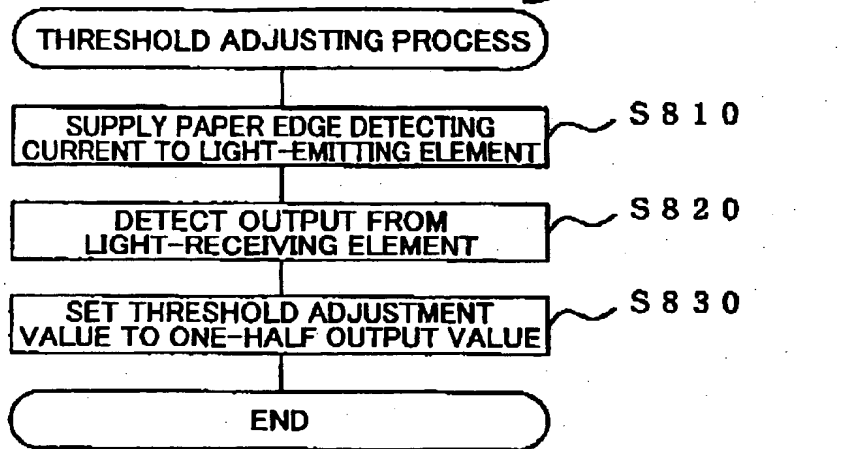 THRESHOLD ADJUSTING PROCESS
SUPPLY PAPER EDGE DETECTING
CURRENT TO LIGHT-EMITTING ELEMENT
S810
DETECT OUTPUT FROM
LIGHT-RECEIVING ELEMENT
S820
SET THRESHOLD ADJUSTMENT
VALUE TO ONE-HALF OUTPUT VALUE
S830
END